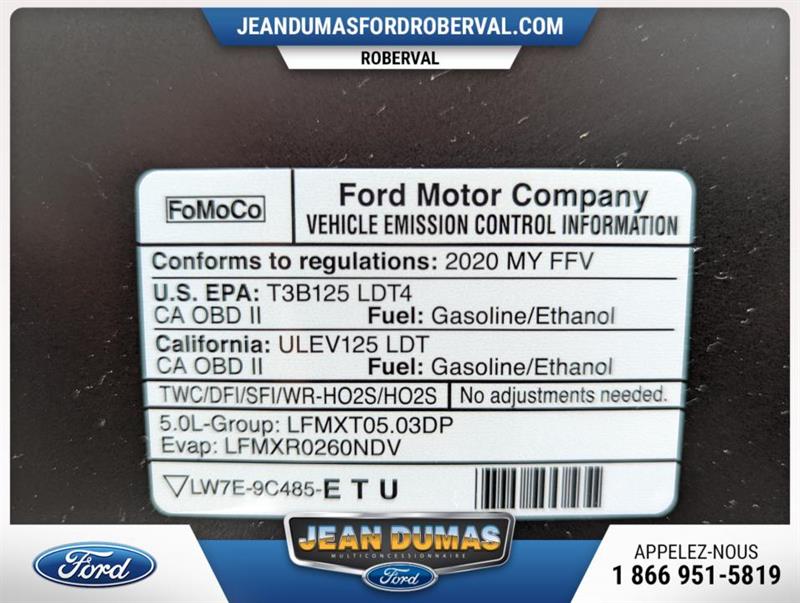 JEANDUMASFORDROBERVAL.COM
ROBERVAL
FoMoCo
Ford Motor Company
VEHICLE EMISSION CONTROL INFORMATION
Conforms to regulations: 2020 MY FFV
U.S. EPA: T3B125 LDT4
CA OBD II Fuel: Gasoline/Ethanol
California: ULEV125 LDT
CA OBD II Fuel: Gasoline/Ethanol
TWC/DFI/SFI/WR-HO2S/HO2S No adjustments needed.
5.0L-Group: LFMXT05.03DP
Evap: LFMXR0260NDV
LW7E-9C485-E T U
Ford
JEAN DUMAS
MULTICONCESSIONNAIRE
Ford
APPELEZ-NOUS
1 866 951-5819